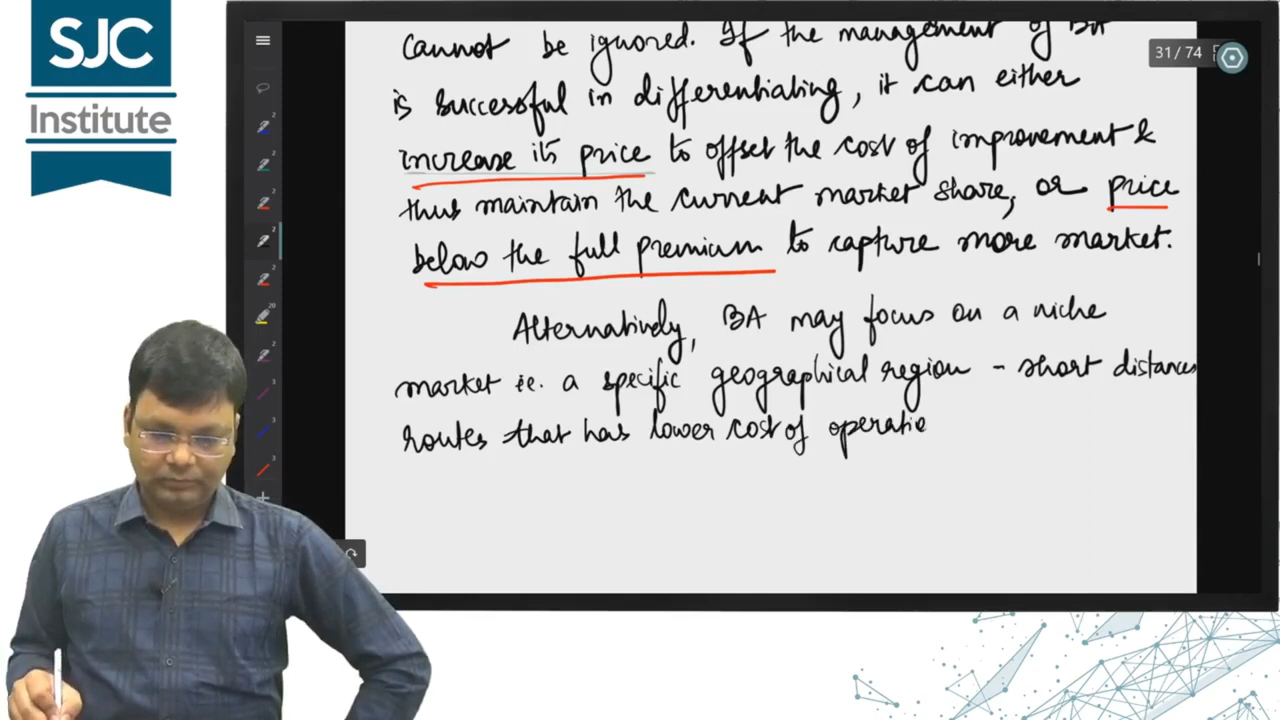 SJC
Institute
31/74
cannot be ignored. If the management of BA
is successful in differentiating, it can either
increase its price to offset the cost of improvement &
thus maintain the current market share, or price
below the full premium to capture more market.
Alternatively, BA may focus on a niche
market ie. a specific geographical region - short distances
routes that has lower cost of operatio